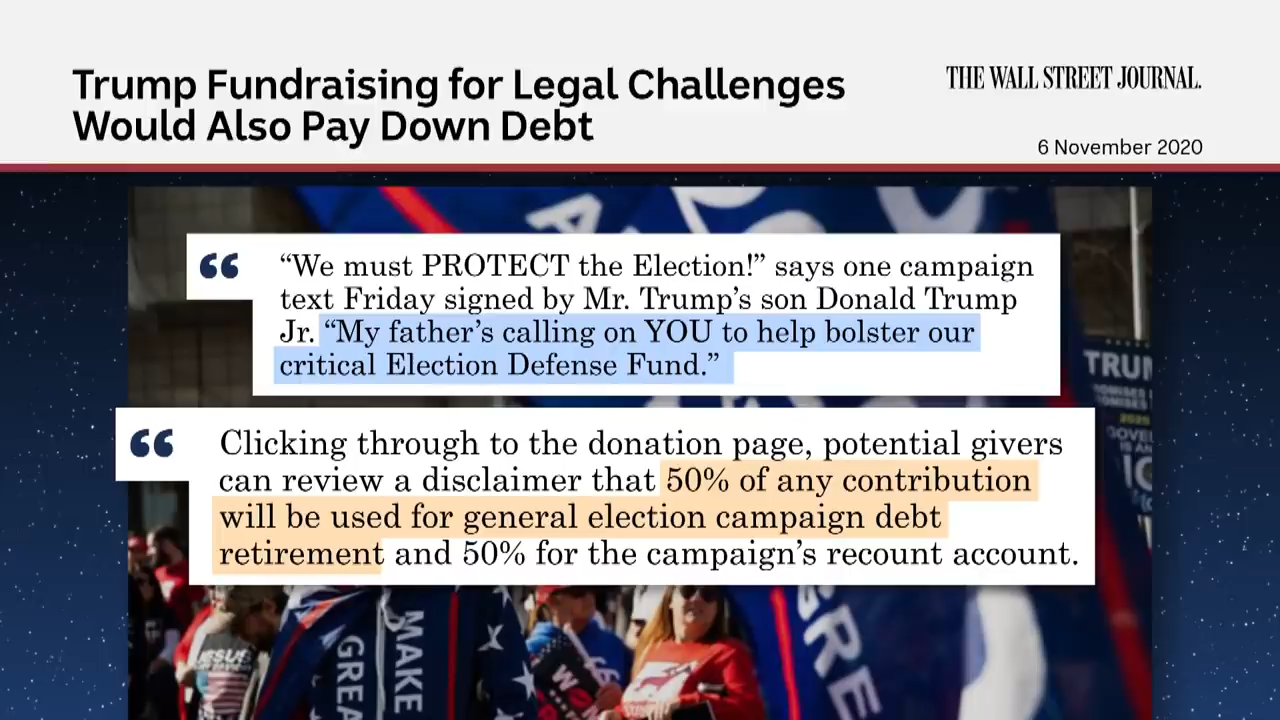 Trump Fundraising for Legal Challenges
Would Also Pay Down Debt
THE WALL STREET JOURNAL.
6 November 2020
“We must PROTECT the Election!” says one campaign
text Friday signed by Mr. Trump’s son Donald Trump
Jr. “My father’s calling on YOU to help bolster our
critical Election Defense Fund.”
Clicking through to the donation page, potential givers
can review a disclaimer that 50% of any contribution
will be used for general election campaign debt
retirement and 50% for the campaign’s recount account.
TRUM
JESUS
MAKE
GREA
GRE